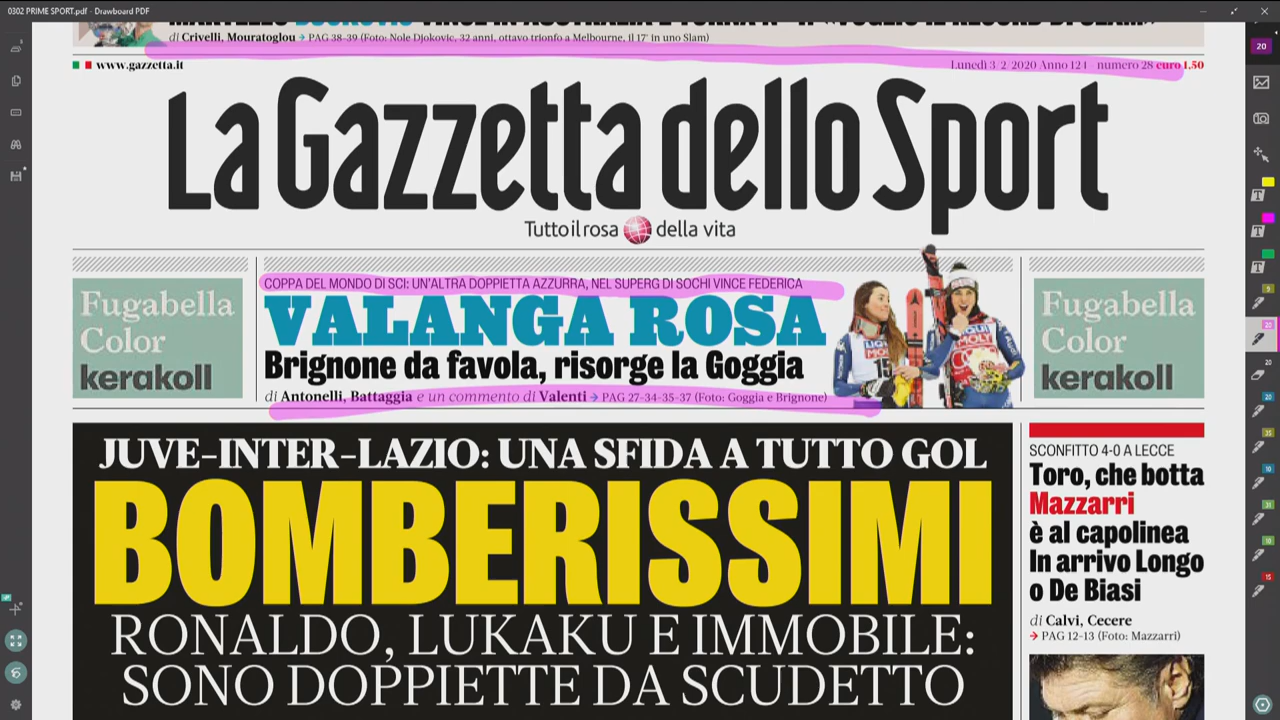 0302 PRIME SPORT.pdf - Drawboard PDF
di Crivelli, Mouratoglou → PAG 38-39 (Foto: Nole Djokovic, 32 anni, ottavo trionfo a Melbourne, il 17° in uno Slam)
www.gazzetta.it
Lunedì 3/2/2020 Anno 124 - numero 28 euro 1,50
La Gazzetta dello Sport
Tutto il rosa della vita
Fugabella
Color
kerakoll
COPPA DEL MONDO DI SCI: UN'ALTRA DOPPIETTA AZZURRA, NEL SUPERG DI SOCHI VINCE FEDERICA
VALANGA ROSA
Brignone da favola, risorge la Goggia
di Antonelli, Battaggia e un commento di Valenti → PAG 27-34-35-37 (Foto: Goggia e Brignone)
Fugabella
Color
kerakoll
JUVE-INTER-LAZIO: UNA SFIDA A TUTTO GOL
BOMBERISSIMI
RONALDO, LUKAKU E IMMOBILE:
SONO DOPPIETTE DA SCUDETTO
SCONFITTO 4-0 A LECCE
Toro, che botta
Mazzarri
è al capolinea
In arrivo Longo
o De Biasi
di Calvi, Cecere
→ PAG 12-13 (Foto: Mazzarri)